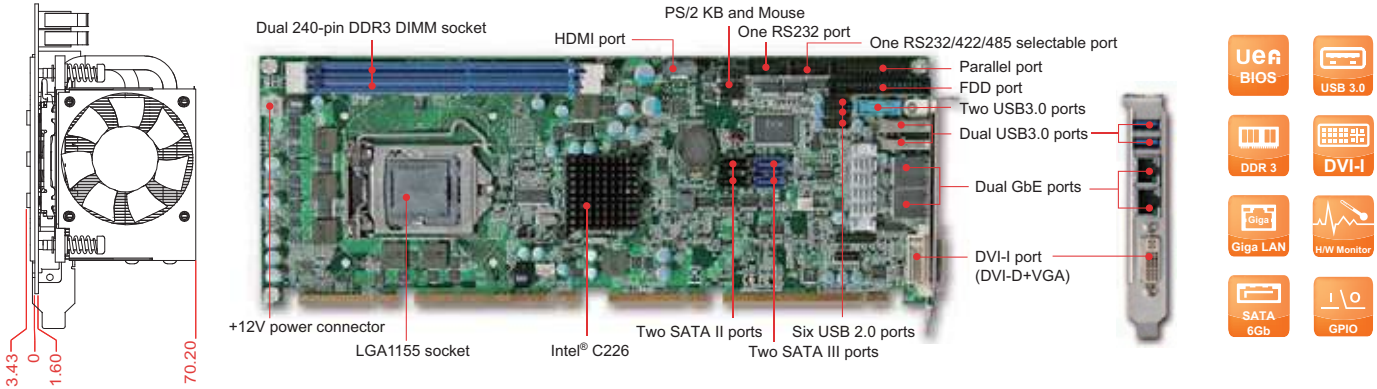 PS/2 KB and Mouse
Dual 240-pin DDR3 DIMM socket
HDMI port
One RS232 port
One RS232/422/485 selectable port
Parallel port
FDD port
Two USB3.0 ports
Dual USB3.0 ports
Dual GbE ports
DVI-I port
(DVI-D+VGA)
+12V power connector
LGA1155 socket
Intel® C226
Two SATA II ports
Two SATA III ports
Six USB 2.0 ports
3.43
0
1.60
70.20
UEFI
BIOS
USB 3.0
DDR 3
DVI-I
Giga
Giga LAN
H/W Monitor
SATA
6Gb
I \ O
GPIO